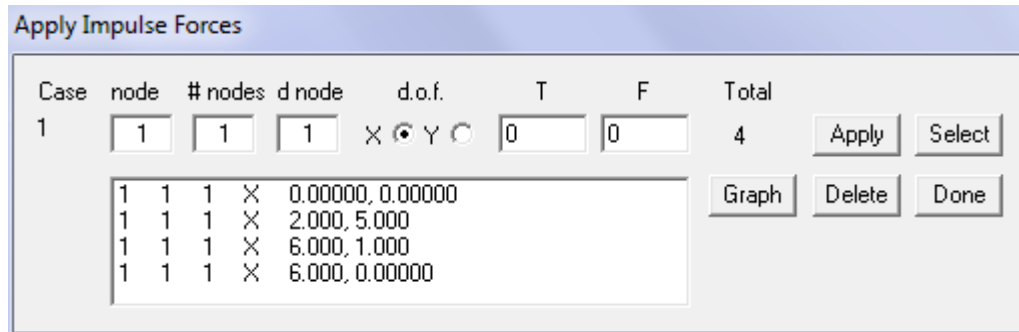 Apply Impulse Forces
Case node # nodes d node d.o.f. T F Total
1 1 1 1 X Y 0 0 4 Apply Select
1 1 1 X 0.00000, 0.00000
1 1 1 X 2.000, 5.000
1 1 1 X 6.000, 1.000
1 1 1 X 6.000, 0.00000
Graph Delete Done